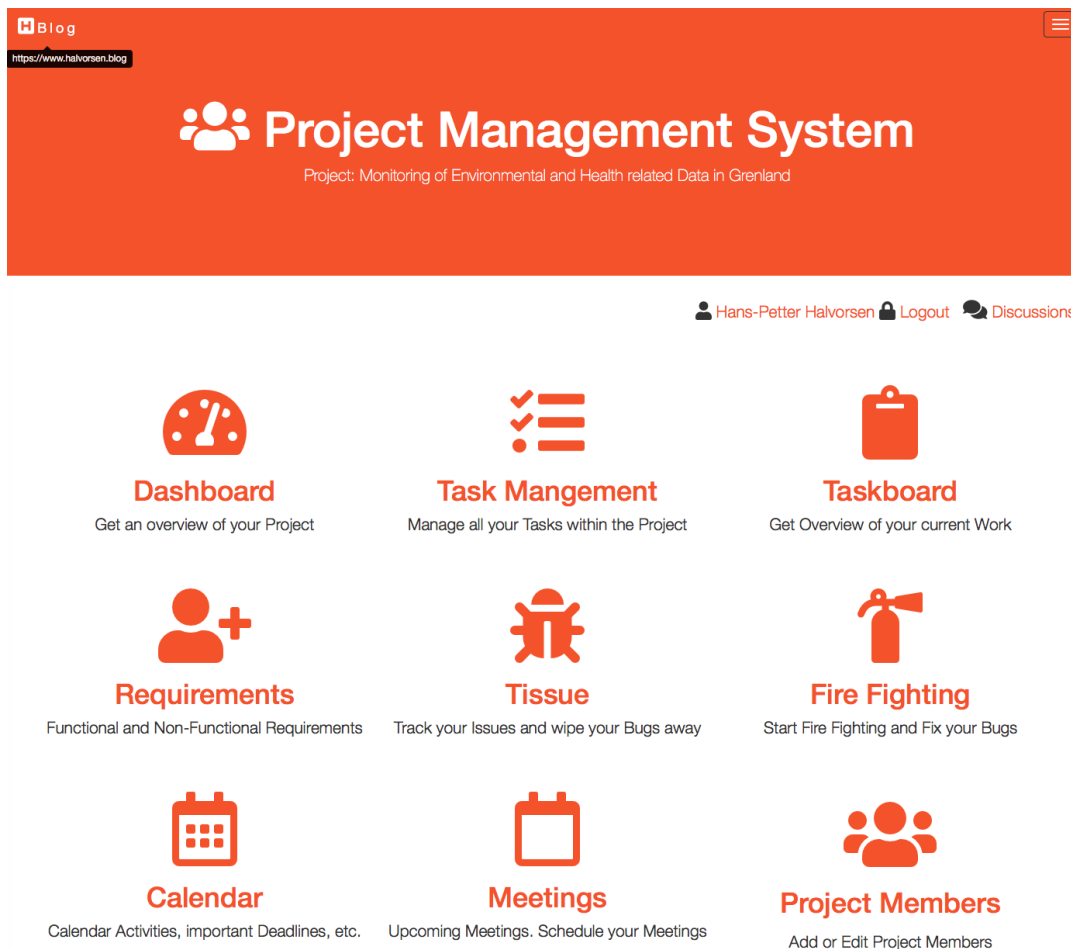 H Blog
https://www.halvorsen.blog
Project Management System
Project: Monitoring of Environmental and Health related Data in Grenland
Hans-Petter Halvorsen Logout Discussions
Dashboard Task Mangement Taskboard
Get an overview of your Project Manage all your Tasks within the Project Get Overview of your current Work
Requirements Tissue Fire Fighting
Functional and Non-Functional Requirements Track your Issues and wipe your Bugs away Start Fire Fighting and Fix your Bugs
Calendar Meetings Project Members
Calendar Activities, important Deadlines, etc. Upcoming Meetings. Schedule your Meetings Add or Edit Project Members